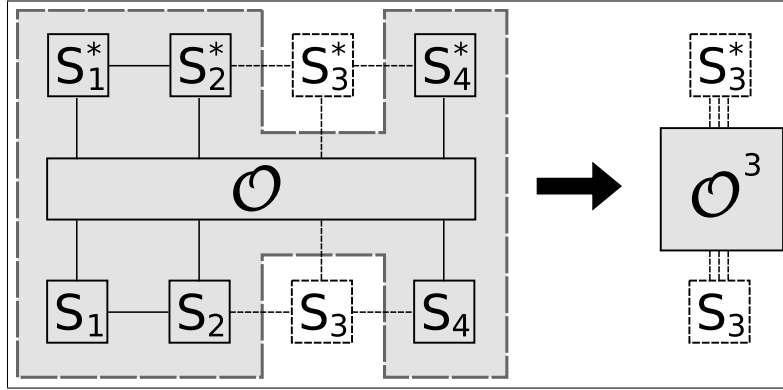 S₁* S₂* S₃* S₄* S₃*
𝒪 𝒪³
S₁ S₂ S₃ S₄ S₃